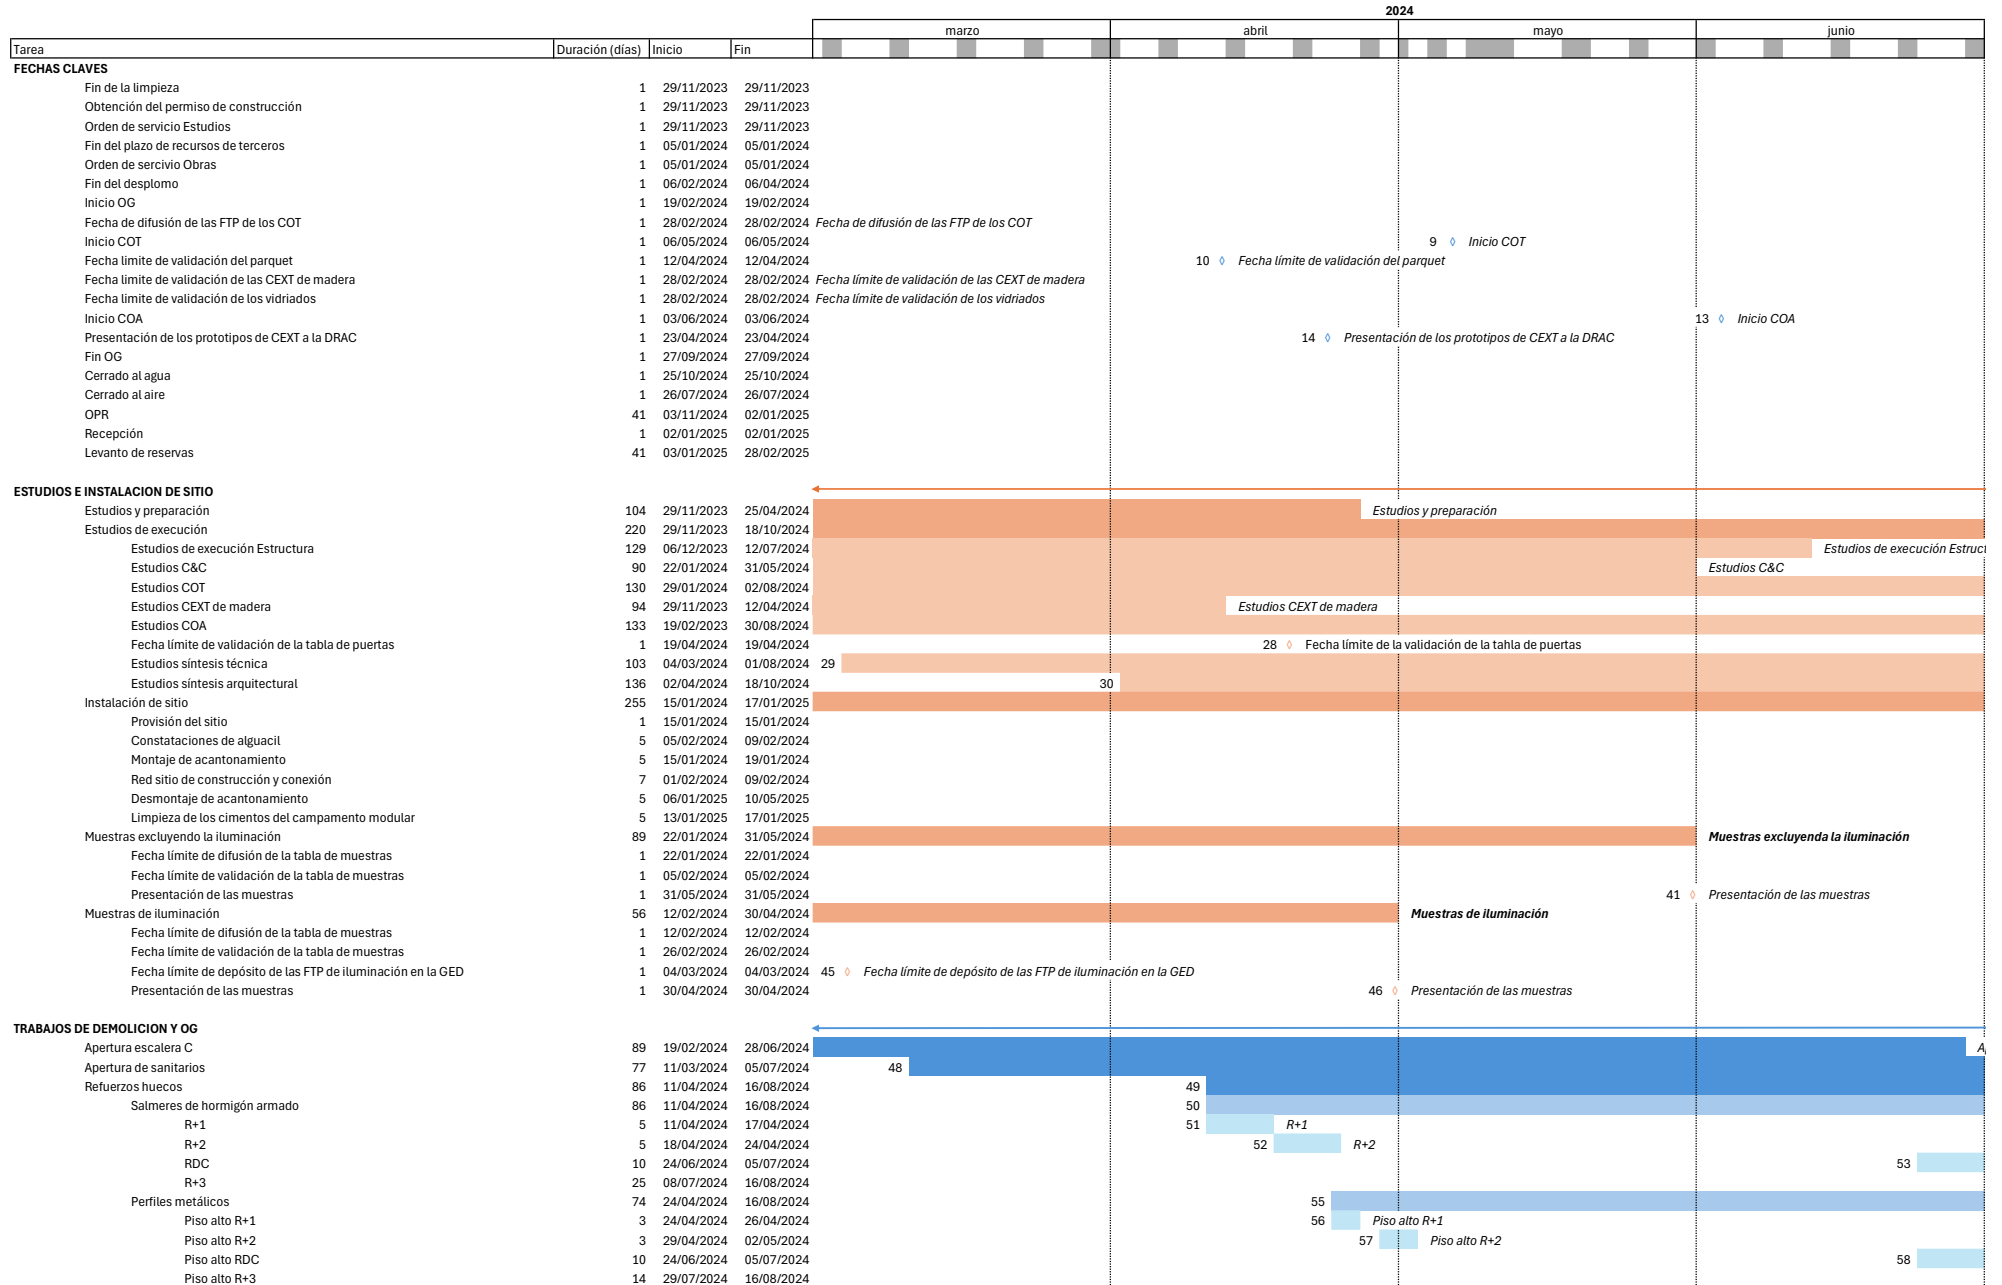 2024
marzo abril mayo junio
Tarea Duración (días) Inicio Fin
FECHAS CLAVES
Fin de la limpieza 1 29/11/2023 29/11/2023
Obtención del permiso de construcción 1 29/11/2023 29/11/2023
Orden de servicio Estudios 1 29/11/2023 29/11/2023
Fin del plazo de recursos de terceros 1 05/01/2024 05/01/2024
Orden de sercivio Obras 1 05/01/2024 05/01/2024
Fin del desplomo 1 06/02/2024 06/04/2024
Inicio OG 1 19/02/2024 19/02/2024
Fecha de difusión de las FTP de los COT 1 28/02/2024 28/02/2024 Fecha de difusión de las FTP de los COT
Inicio COT 1 06/05/2024 06/05/2024 9 Inicio COT
Fecha limite de validación del parquet 1 12/04/2024 12/04/2024 10 Fecha límite de validación del parquet
Fecha limite de validación de las CEXT de madera 1 28/02/2024 28/02/2024 Fecha límite de validación de las CEXT de madera
Fecha limite de validación de los vidriados 1 28/02/2024 28/02/2024 Fecha límite de validación de los vidriados
Inicio COA 1 03/06/2024 03/06/2024 13 Inicio COA
Presentación de los prototipos de CEXT a la DRAC 1 23/04/2024 23/04/2024 14 Presentación de los prototipos de CEXT a la DRAC
Fin OG 1 27/09/2024 27/09/2024
Cerrado al agua 1 25/10/2024 25/10/2024
Cerrado al aire 1 26/07/2024 26/07/2024
OPR 41 03/11/2024 02/01/2025
Recepción 1 02/01/2025 02/01/2025
Levanto de reservas 41 03/01/2025 28/02/2025
ESTUDIOS E INSTALACION DE SITIO
Estudios y preparación 104 29/11/2023 25/04/2024 Estudios y preparación
Estudios de execución 220 29/11/2023 18/10/2024
Estudios de execución Estructura 129 06/12/2023 12/07/2024 Estudios de execución Estruct
Estudios C&C 90 22/01/2024 31/05/2024 Estudios C&C
Estudios COT 130 29/01/2024 02/08/2024
Estudios CEXT de madera 94 29/11/2023 12/04/2024 Estudios CEXT de madera
Estudios COA 133 19/02/2023 30/08/2024
Fecha límite de validación de la tabla de puertas 1 19/04/2024 19/04/2024 28 Fecha límite de la validación de la tahla de puertas
Estudios síntesis técnica 103 04/03/2024 01/08/2024 29
Estudios síntesis arquitectural 136 02/04/2024 18/10/2024 30
Instalación de sitio 255 15/01/2024 17/01/2025
Provisión del sitio 1 15/01/2024 15/01/2024
Constataciones de alguacil 5 05/02/2024 09/02/2024
Montaje de acantonamiento 5 15/01/2024 19/01/2024
Red sitio de construcción y conexión 7 01/02/2024 09/02/2024
Desmontaje de acantonamiento 5 06/01/2025 10/05/2025
Limpieza de los cimentos del campamento modular 5 13/01/2025 17/01/2025
Muestras excluyendo la iluminación 89 22/01/2024 31/05/2024 Muestras excluyenda la iluminación
Fecha límite de difusión de la tabla de muestras 1 22/01/2024 22/01/2024
Fecha límite de validación de la tabla de muestras 1 05/02/2024 05/02/2024
Presentación de las muestras 1 31/05/2024 31/05/2024 41 Presentación de las muestras
Muestras de iluminación 56 12/02/2024 30/04/2024 Muestras de iluminación
Fecha límite de difusión de la tabla de muestras 1 12/02/2024 12/02/2024
Fecha límite de validación de la tabla de muestras 1 26/02/2024 26/02/2024
Fecha límite de depósito de las FTP de iluminación en la GED 1 04/03/2024 04/03/2024 45 Fecha límite de depósito de las FTP de iluminación en la GED
Presentación de las muestras 1 30/04/2024 30/04/2024 46 Presentación de las muestras
TRABAJOS DE DEMOLICION Y OG
Apertura escalera C 89 19/02/2024 28/06/2024
Apertura de sanitarios 77 11/03/2024 05/07/2024 48
Refuerzos huecos 86 11/04/2024 16/08/2024 49
Salmeres de hormigón armado 86 11/04/2024 16/08/2024 50
R+1 5 11/04/2024 17/04/2024 51 R+1
R+2 5 18/04/2024 24/04/2024 52 R+2
RDC 10 24/06/2024 05/07/2024 53
R+3 25 08/07/2024 16/08/2024
Perfiles metálicos 74 24/04/2024 16/08/2024 55
Piso alto R+1 3 24/04/2024 26/04/2024 56 Piso alto R+1
Piso alto R+2 3 29/04/2024 02/05/2024 57 Piso alto R+2
Piso alto RDC 10 24/06/2024 05/07/2024 58
Piso alto R+3 14 29/07/2024 16/08/2024